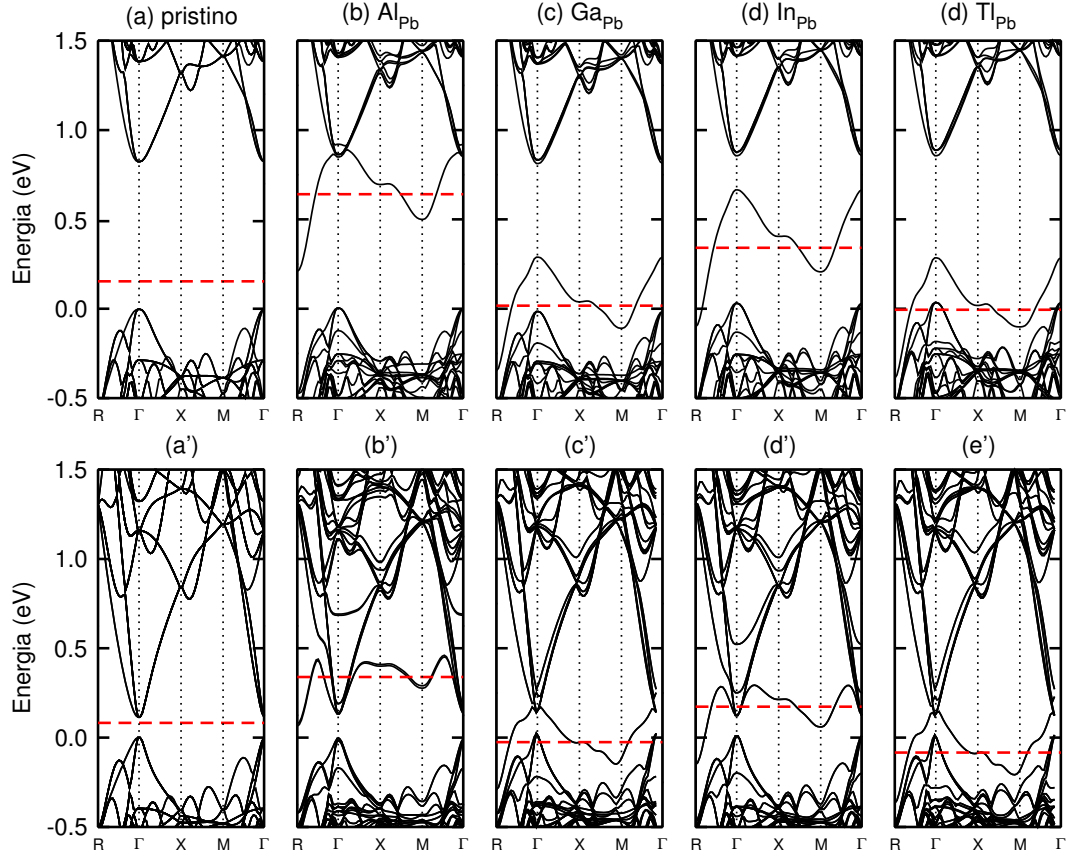 (a) pristino (b) Al_Pb (c) Ga_Pb (d) In_Pb (d) Tl_Pb
1.5
1.0
0.5
0.0
-0.5
Energia (eV)
R Γ X M Γ R Γ X M Γ R Γ X M Γ R Γ X M Γ R Γ X M Γ
(a') (b') (c') (d') (e')
1.5
1.0
0.5
0.0
-0.5
Energia (eV)
R Γ X M Γ R Γ X M Γ R Γ X M Γ R Γ X M Γ R Γ X M Γ